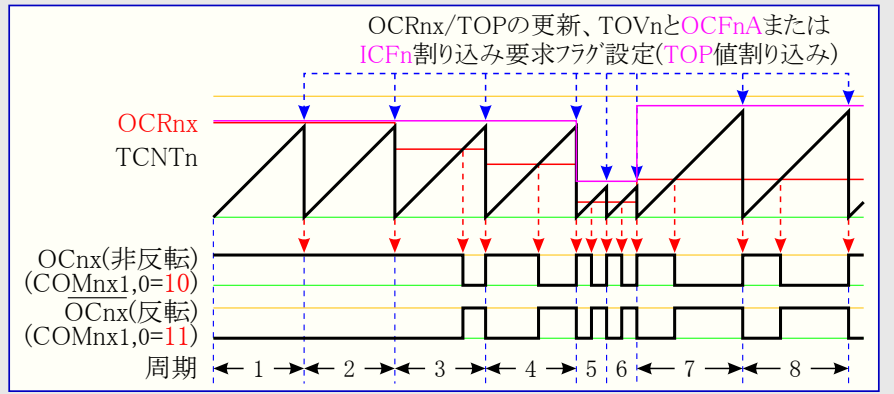 OCRnx/TOPの更新、TOVnとOCFnAまたは
ICFn割り込み要求フラグ設定(TOP値割り込み)
OCRnx
TCNTn
OCnx(非反転)
(COMnx1,0=10)
OCnx(反転)
(COMnx1,0=11)
周期 1 2 3 4 5 6 7 8